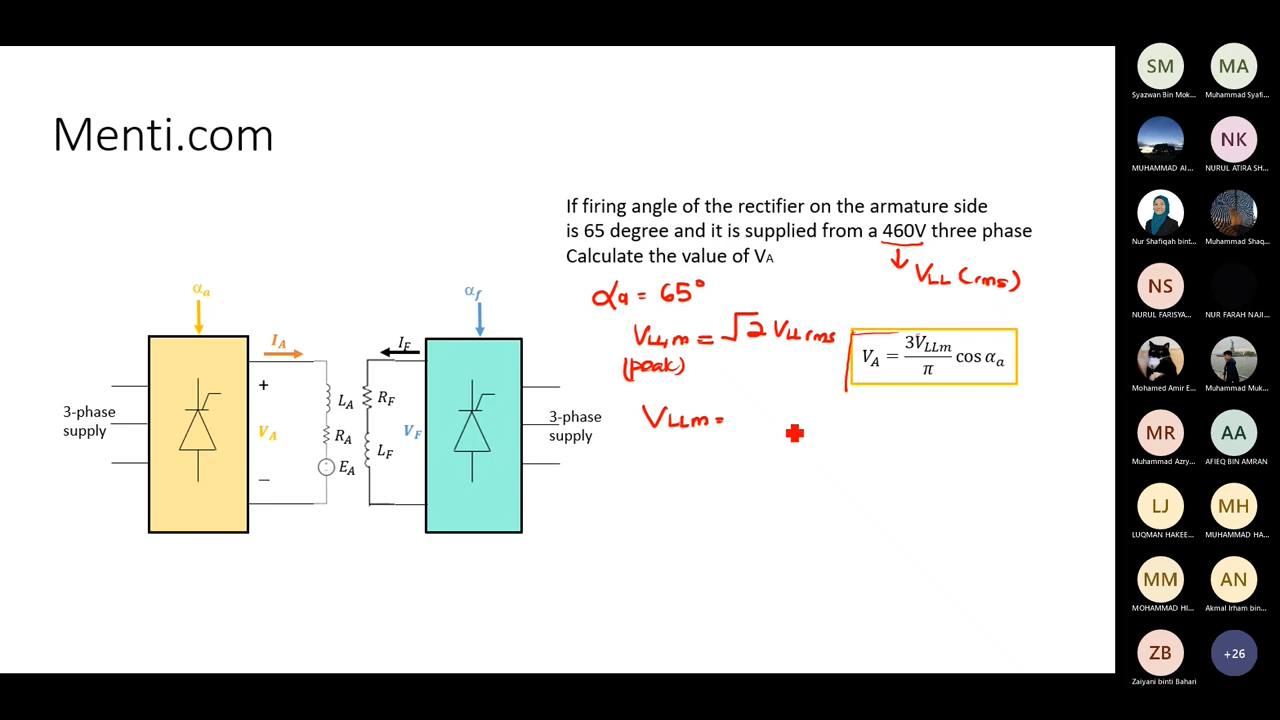 Menti.com
If firing angle of the rectifier on the armature side
is 65 degree and it is supplied from a 460V three phase
Calculate the value of VA
↓ VLL (rms)
αa = 65°
VLL,m = √2 VLL rms
(peak)
VA = 3VLLm/π cos αa
VLLm =
αa
αf
IA
IF
+
LA
RF
3-phase
supply
VA
RA
VF
LF
EA
−
3-phase
supply
SM
Syazwan Bin Mok...
MA
Muhammad Syafi...
MUHAMMAD AI...
NK
NURUL ATIRA SH...
Nur Shafiqah bint...
Muhammad Shaq...
NS
NURUL FARISYA...
NUR FARAH NAJI...
Mohamed Amir E...
Muhammad Muk...
MR
Muhammad Azry...
AA
AFIEQ BIN AMRAN
LJ
LUQMAN HAKEE...
MH
MUHAMMAD HA...
MM
MOHAMMAD HI...
AN
Akmal Irham bin...
ZB
Zaiyani binti Bahari
+26